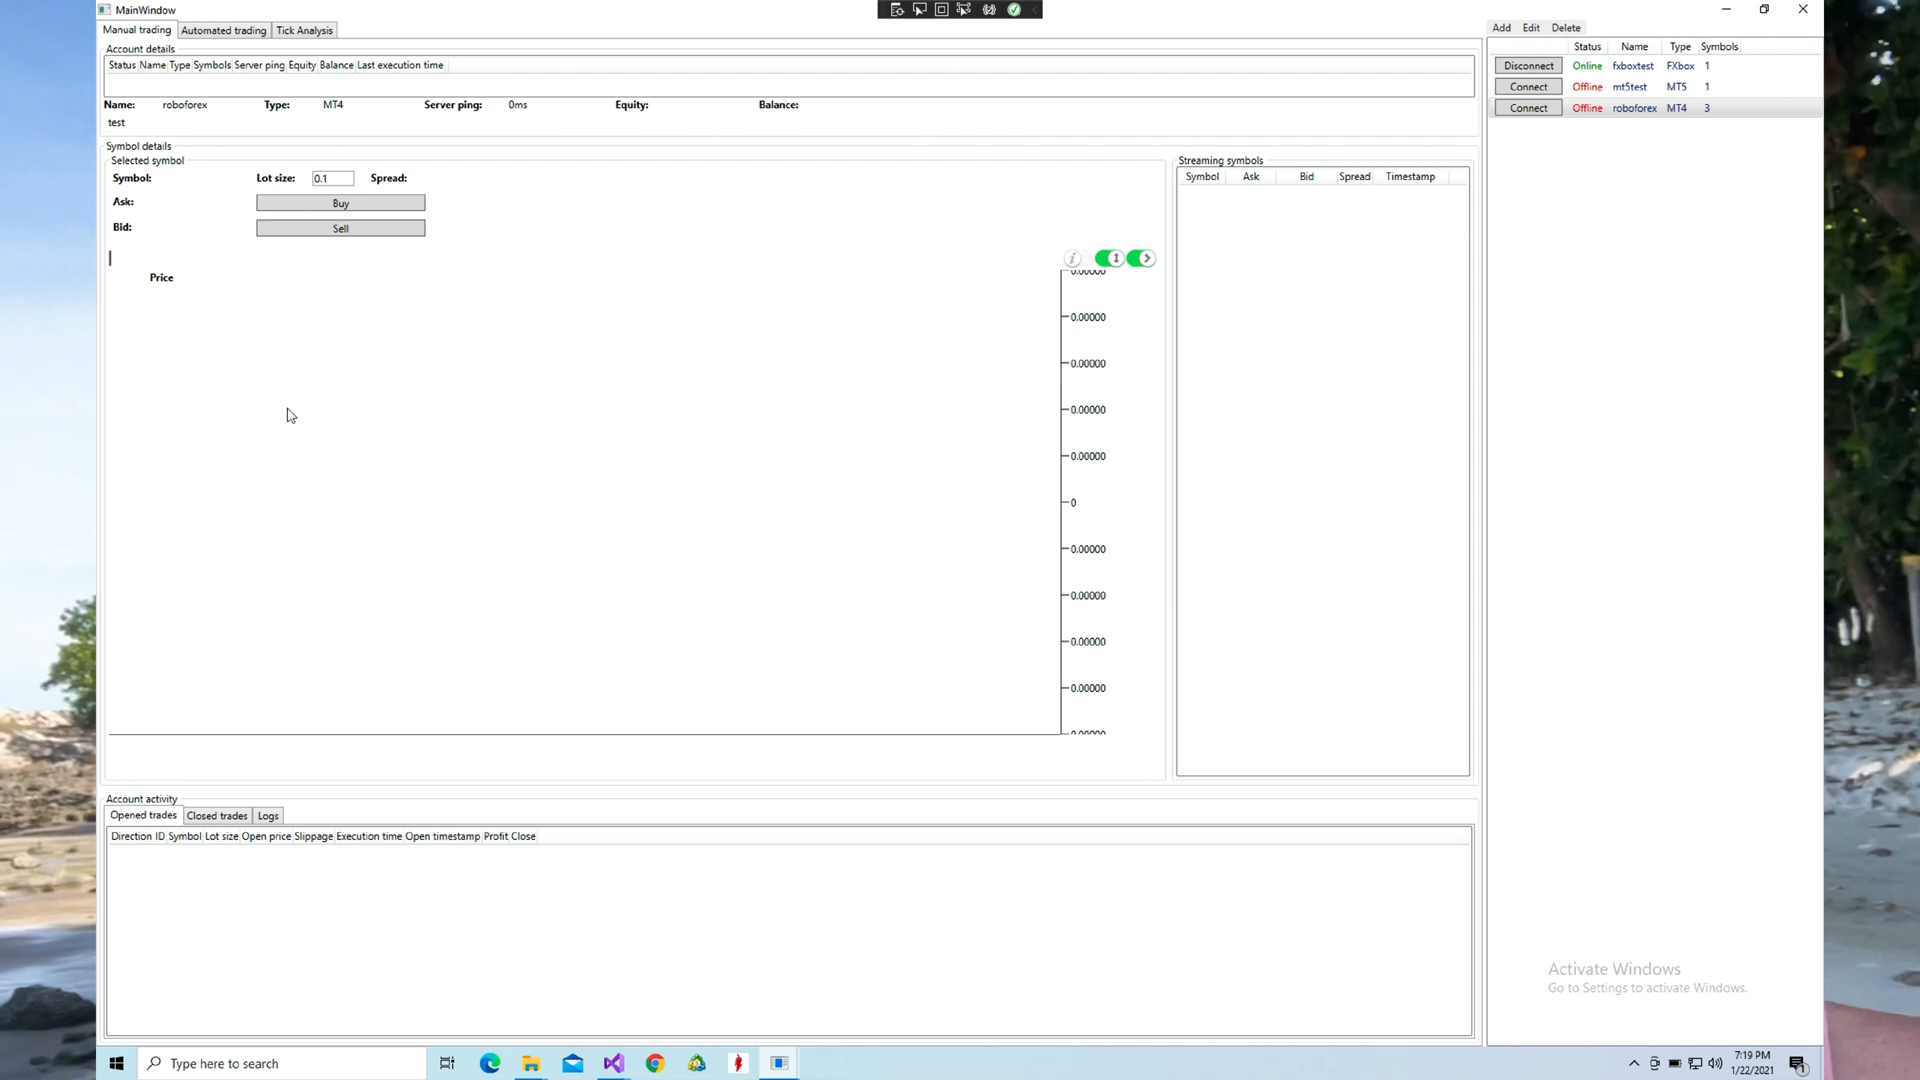 MainWindow
Manual trading Automated trading Tick Analysis
Account details
Status Name Type Symbols Server ping Equity Balance Last execution time
Name: roboforex Type: MT4 Server ping: 0ms Equity: Balance:
test
Symbol details
Selected symbol
Symbol: Lot size: 0.1 Spread:
Ask: Buy
Bid: Sell
Price
0.00000
0.00000
0.00000
0.00000
0.00000
0
0.00000
0.00000
0.00000
0.00000
0.00000
Streaming symbols
Symbol Ask Bid Spread Timestamp
Account activity
Opened trades Closed trades Logs
Direction ID Symbol Lot size Open price Slippage Execution time Open timestamp Profit Close
Add Edit Delete
Status Name Type Symbols
Disconnect Online fxboxtest FXbox 1
Connect Offline mt5test MT5 1
Connect Offline roboforex MT4 3
Activate Windows
Go to Settings to activate Windows.
Type here to search
7:19 PM
1/22/2021
1